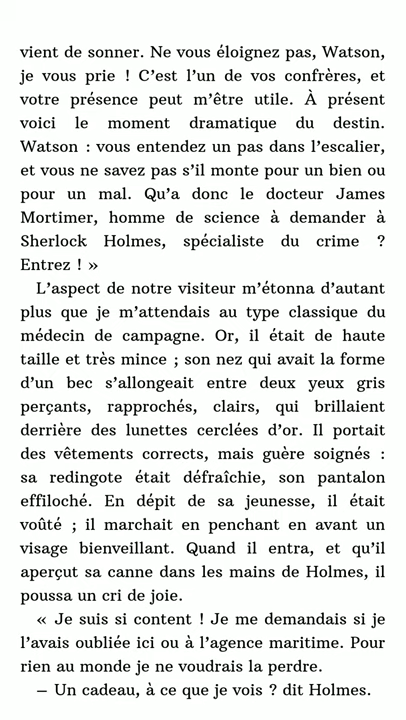 vient de sonner. Ne vous éloignez pas, Watson,
je vous prie ! C’est l’un de vos confrères, et
votre présence peut m’être utile. À présent
voici le moment dramatique du destin.
Watson : vous entendez un pas dans l’escalier,
et vous ne savez pas s’il monte pour un bien ou
pour un mal. Qu’a donc le docteur James
Mortimer, homme de science à demander à
Sherlock Holmes, spécialiste du crime ?
Entrez ! »
L’aspect de notre visiteur m’étonna d’autant
plus que je m’attendais au type classique du
médecin de campagne. Or, il était de haute
taille et très mince ; son nez qui avait la forme
d’un bec s’allongeait entre deux yeux gris
perçants, rapprochés, clairs, qui brillaient
derrière des lunettes cerclées d’or. Il portait
des vêtements corrects, mais guère soignés :
sa redingote était défraîchie, son pantalon
effiloché. En dépit de sa jeunesse, il était
voûté ; il marchait en penchant en avant un
visage bienveillant. Quand il entra, et qu’il
aperçut sa canne dans les mains de Holmes, il
poussa un cri de joie.
« Je suis si content ! Je me demandais si je
l’avais oubliée ici ou à l’agence maritime. Pour
rien au monde je ne voudrais la perdre.
– Un cadeau, à ce que je vois ? dit Holmes.